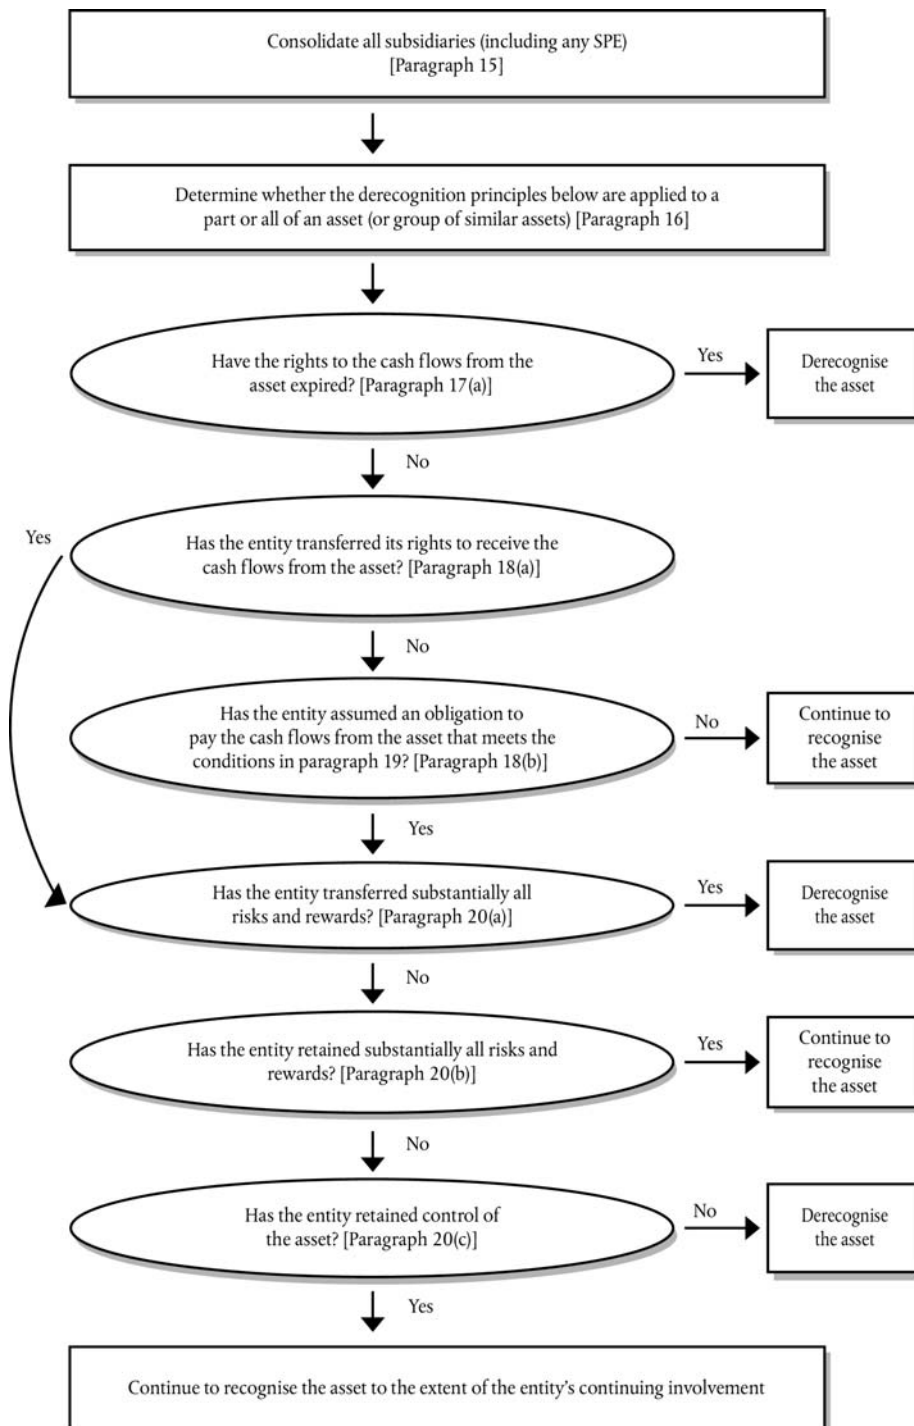 Consolidate all subsidiaries (including any SPE)
[Paragraph 15]
Determine whether the derecognition principles below are applied to a
part or all of an asset (or group of similar assets) [Paragraph 16]
Have the rights to the cash flows from the
asset expired? [Paragraph 17(a)]
Yes
Derecognise
the asset
No
Yes
Has the entity transferred its rights to receive the
cash flows from the asset? [Paragraph 18(a)]
No
Has the entity assumed an obligation to
pay the cash flows from the asset that meets the
conditions in paragraph 19? [Paragraph 18(b)]
No
Continue to
recognise
the asset
Yes
Has the entity transferred substantially all
risks and rewards? [Paragraph 20(a)]
Yes
Derecognise
the asset
No
Has the entity retained substantially all risks and
rewards? [Paragraph 20(b)]
Yes
Continue to
recognise
the asset
No
Has the entity retained control of
the asset? [Paragraph 20(c)]
No
Derecognise
the asset
Yes
Continue to recognise the asset to the extent of the entity's continuing involvement